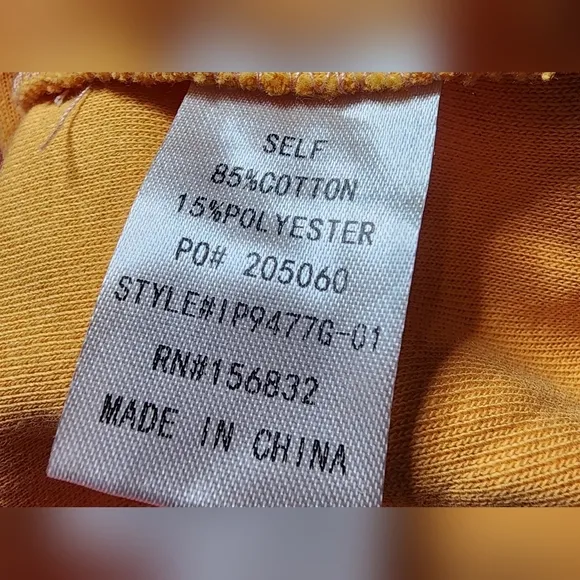 SELF
85%COTTON
15%POLYESTER
PO# 205060
STYLE#IP9477G-01
RN#156832
MADE IN CHINA